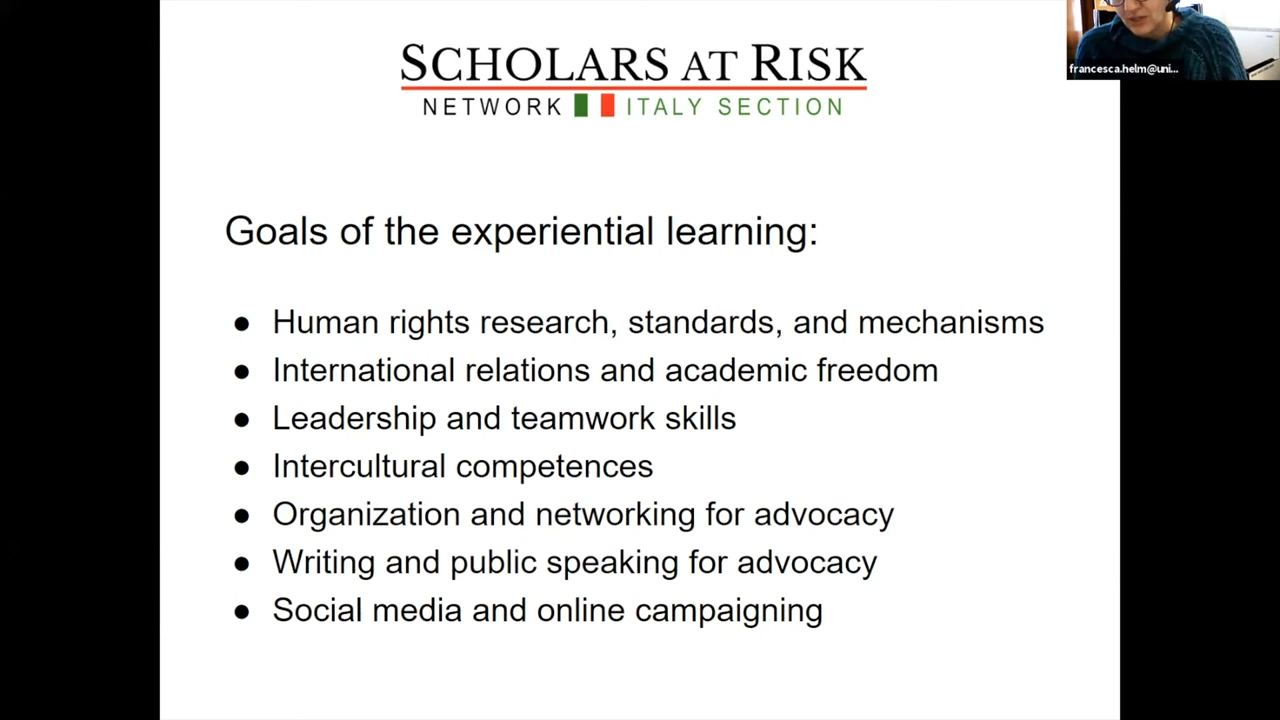 SCHOLARS AT RISK
NETWORK ITALY SECTION
francesca.helm@uni...
Goals of the experiential learning:
● Human rights research, standards, and mechanisms
● International relations and academic freedom
● Leadership and teamwork skills
● Intercultural competences
● Organization and networking for advocacy
● Writing and public speaking for advocacy
● Social media and online campaigning